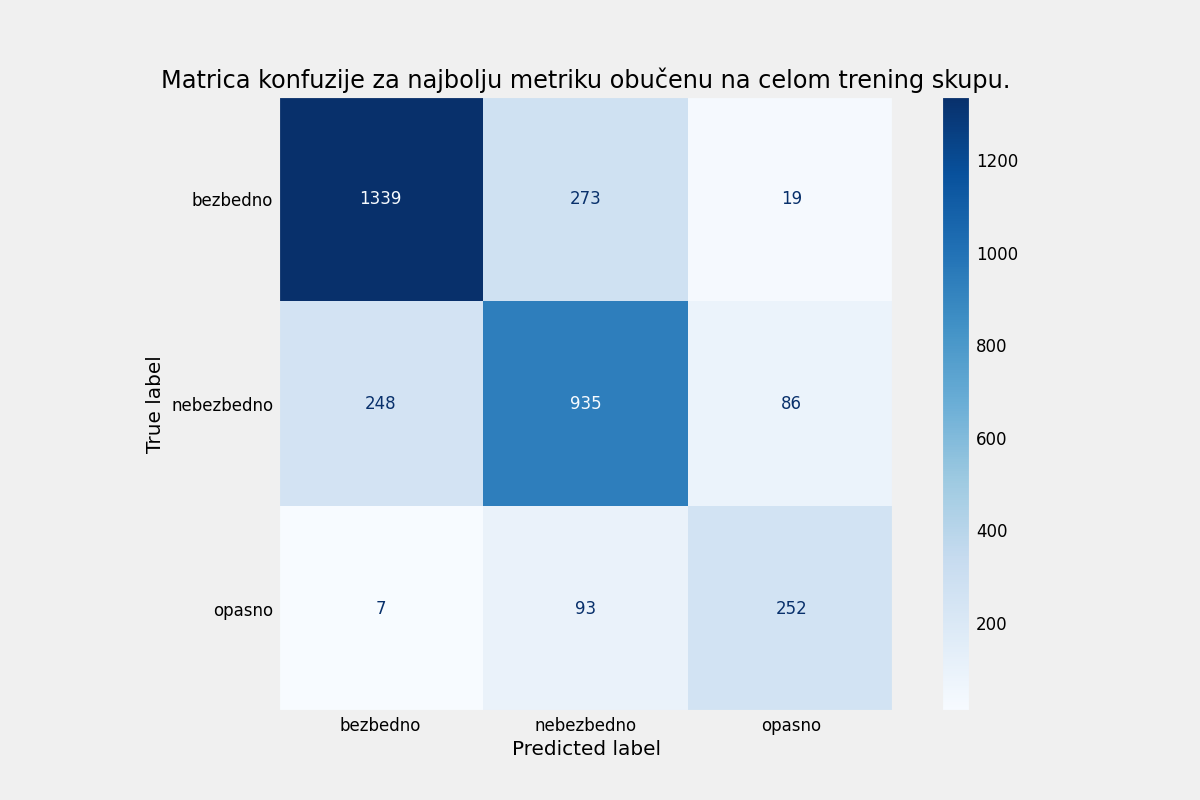 Matrica konfuzije za najbolju metriku obučenu na celom trening skupu.
bezbedno 1339 273 19
nebezbedno 248 935 86
opasno 7 93 252
bezbedno nebezbedno opasno
Predicted label
True label
1200
1000
800
600
400
200